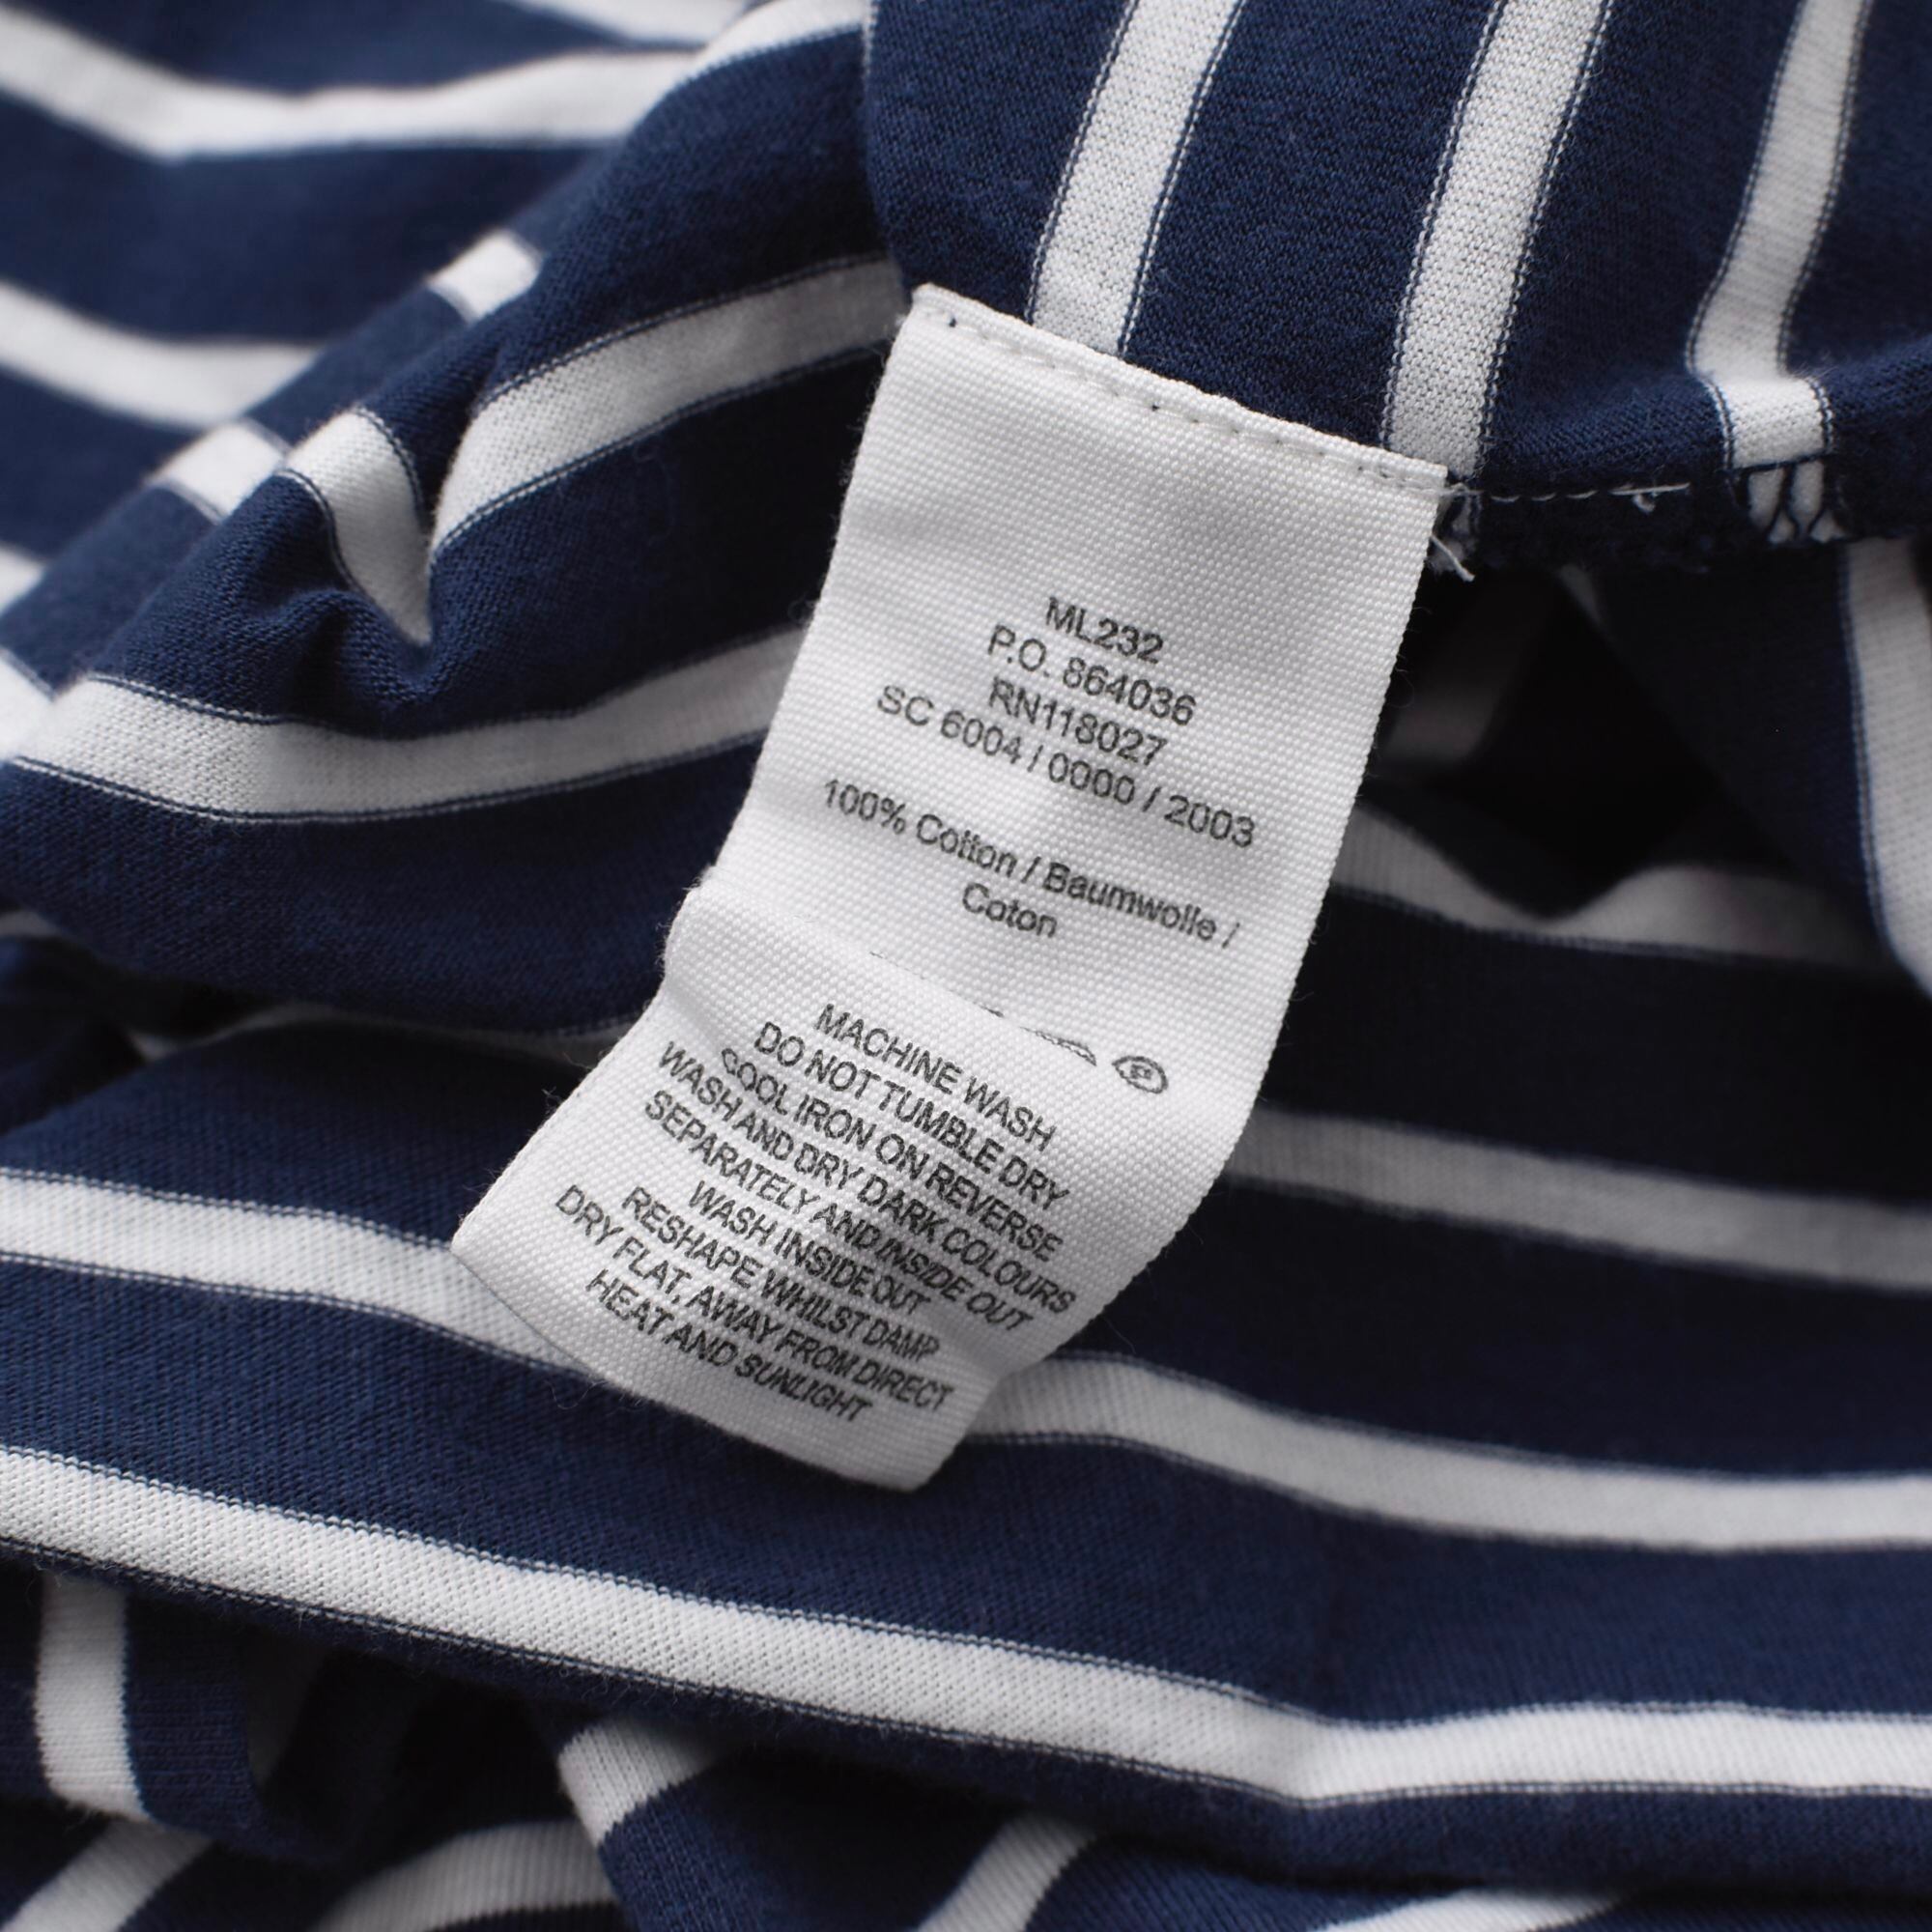 ML232
P.O. 864036
RN118027
SC 6004 / 0000 / 2003
100% Cotton / Baumwolle /
Coton
MACHINE WASH
DO NOT TUMBLE DRY
COOL IRON ON REVERSE
WASH AND DRY DARK COLOURS
SEPARATELY AND INSIDE OUT
WASH INSIDE OUT
RESHAPE WHILST DAMP
DRY FLAT, AWAY FROM DIRECT
HEAT AND SUNLIGHT